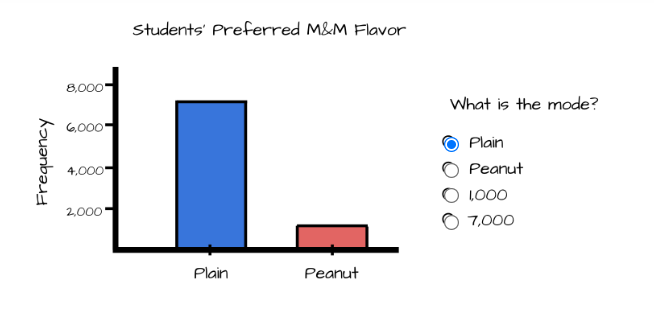 Students' Preferred M&M Flavor
8,000
6,000
4,000
2,000
Frequency
Plain
Peanut
What is the mode?
Plain
Peanut
1,000
7,000